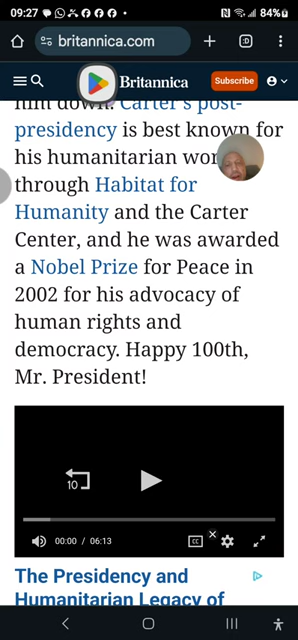 09:27
84%
britannica.com
:D
Britannica
Subscribe
him down. Carter's post-
presidency is best known for
his humanitarian
through Habitat for
Humanity and the Carter
Center, and he was awarded
a Nobel Prize for Peace in
2002 for his advocacy of
human rights and
democracy. Happy 100th,
Mr. President!
10
00:00 / 06:13
CC
The Presidency and
Humanitarian Legacy of